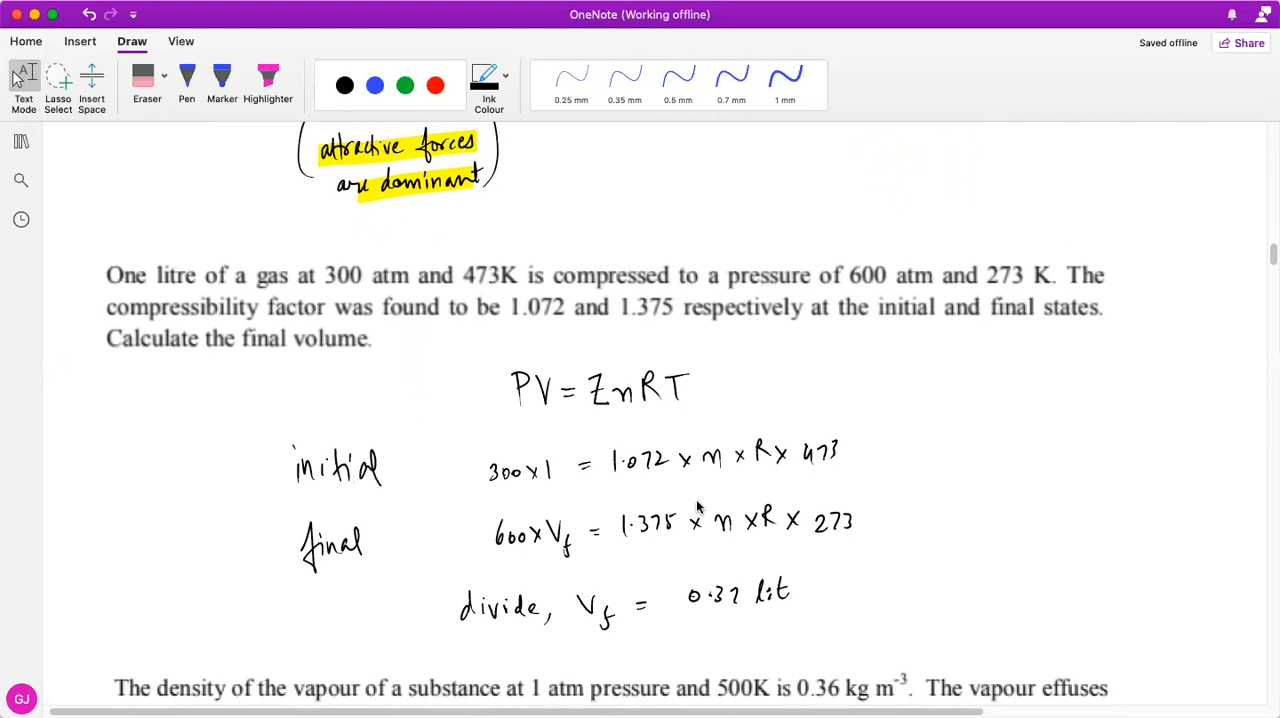 OneNote (Working offline)
Home Insert Draw View
Saved offline
Share
Text Mode
Lasso Select
Insert Space
Eraser
Pen
Marker
Highlighter
Ink Colour
0.25 mm
0.35 mm
0.5 mm
0.7 mm
1 mm
attractive forces
are dominant
One litre of a gas at 300 atm and 473K is compressed to a pressure of 600 atm and 273 K. The
compressibility factor was found to be 1.072 and 1.375 respectively at the initial and final states.
Calculate the final volume.
PV = ZnRT
initial 300 × 1 = 1.072 × n × R × 473
final 600 × Vf = 1.375 × n × R × 273
divide, Vf = 0.37 lit
The density of the vapour of a substance at 1 atm pressure and 500K is 0.36 kg m⁻³. The vapour effuses
GJ